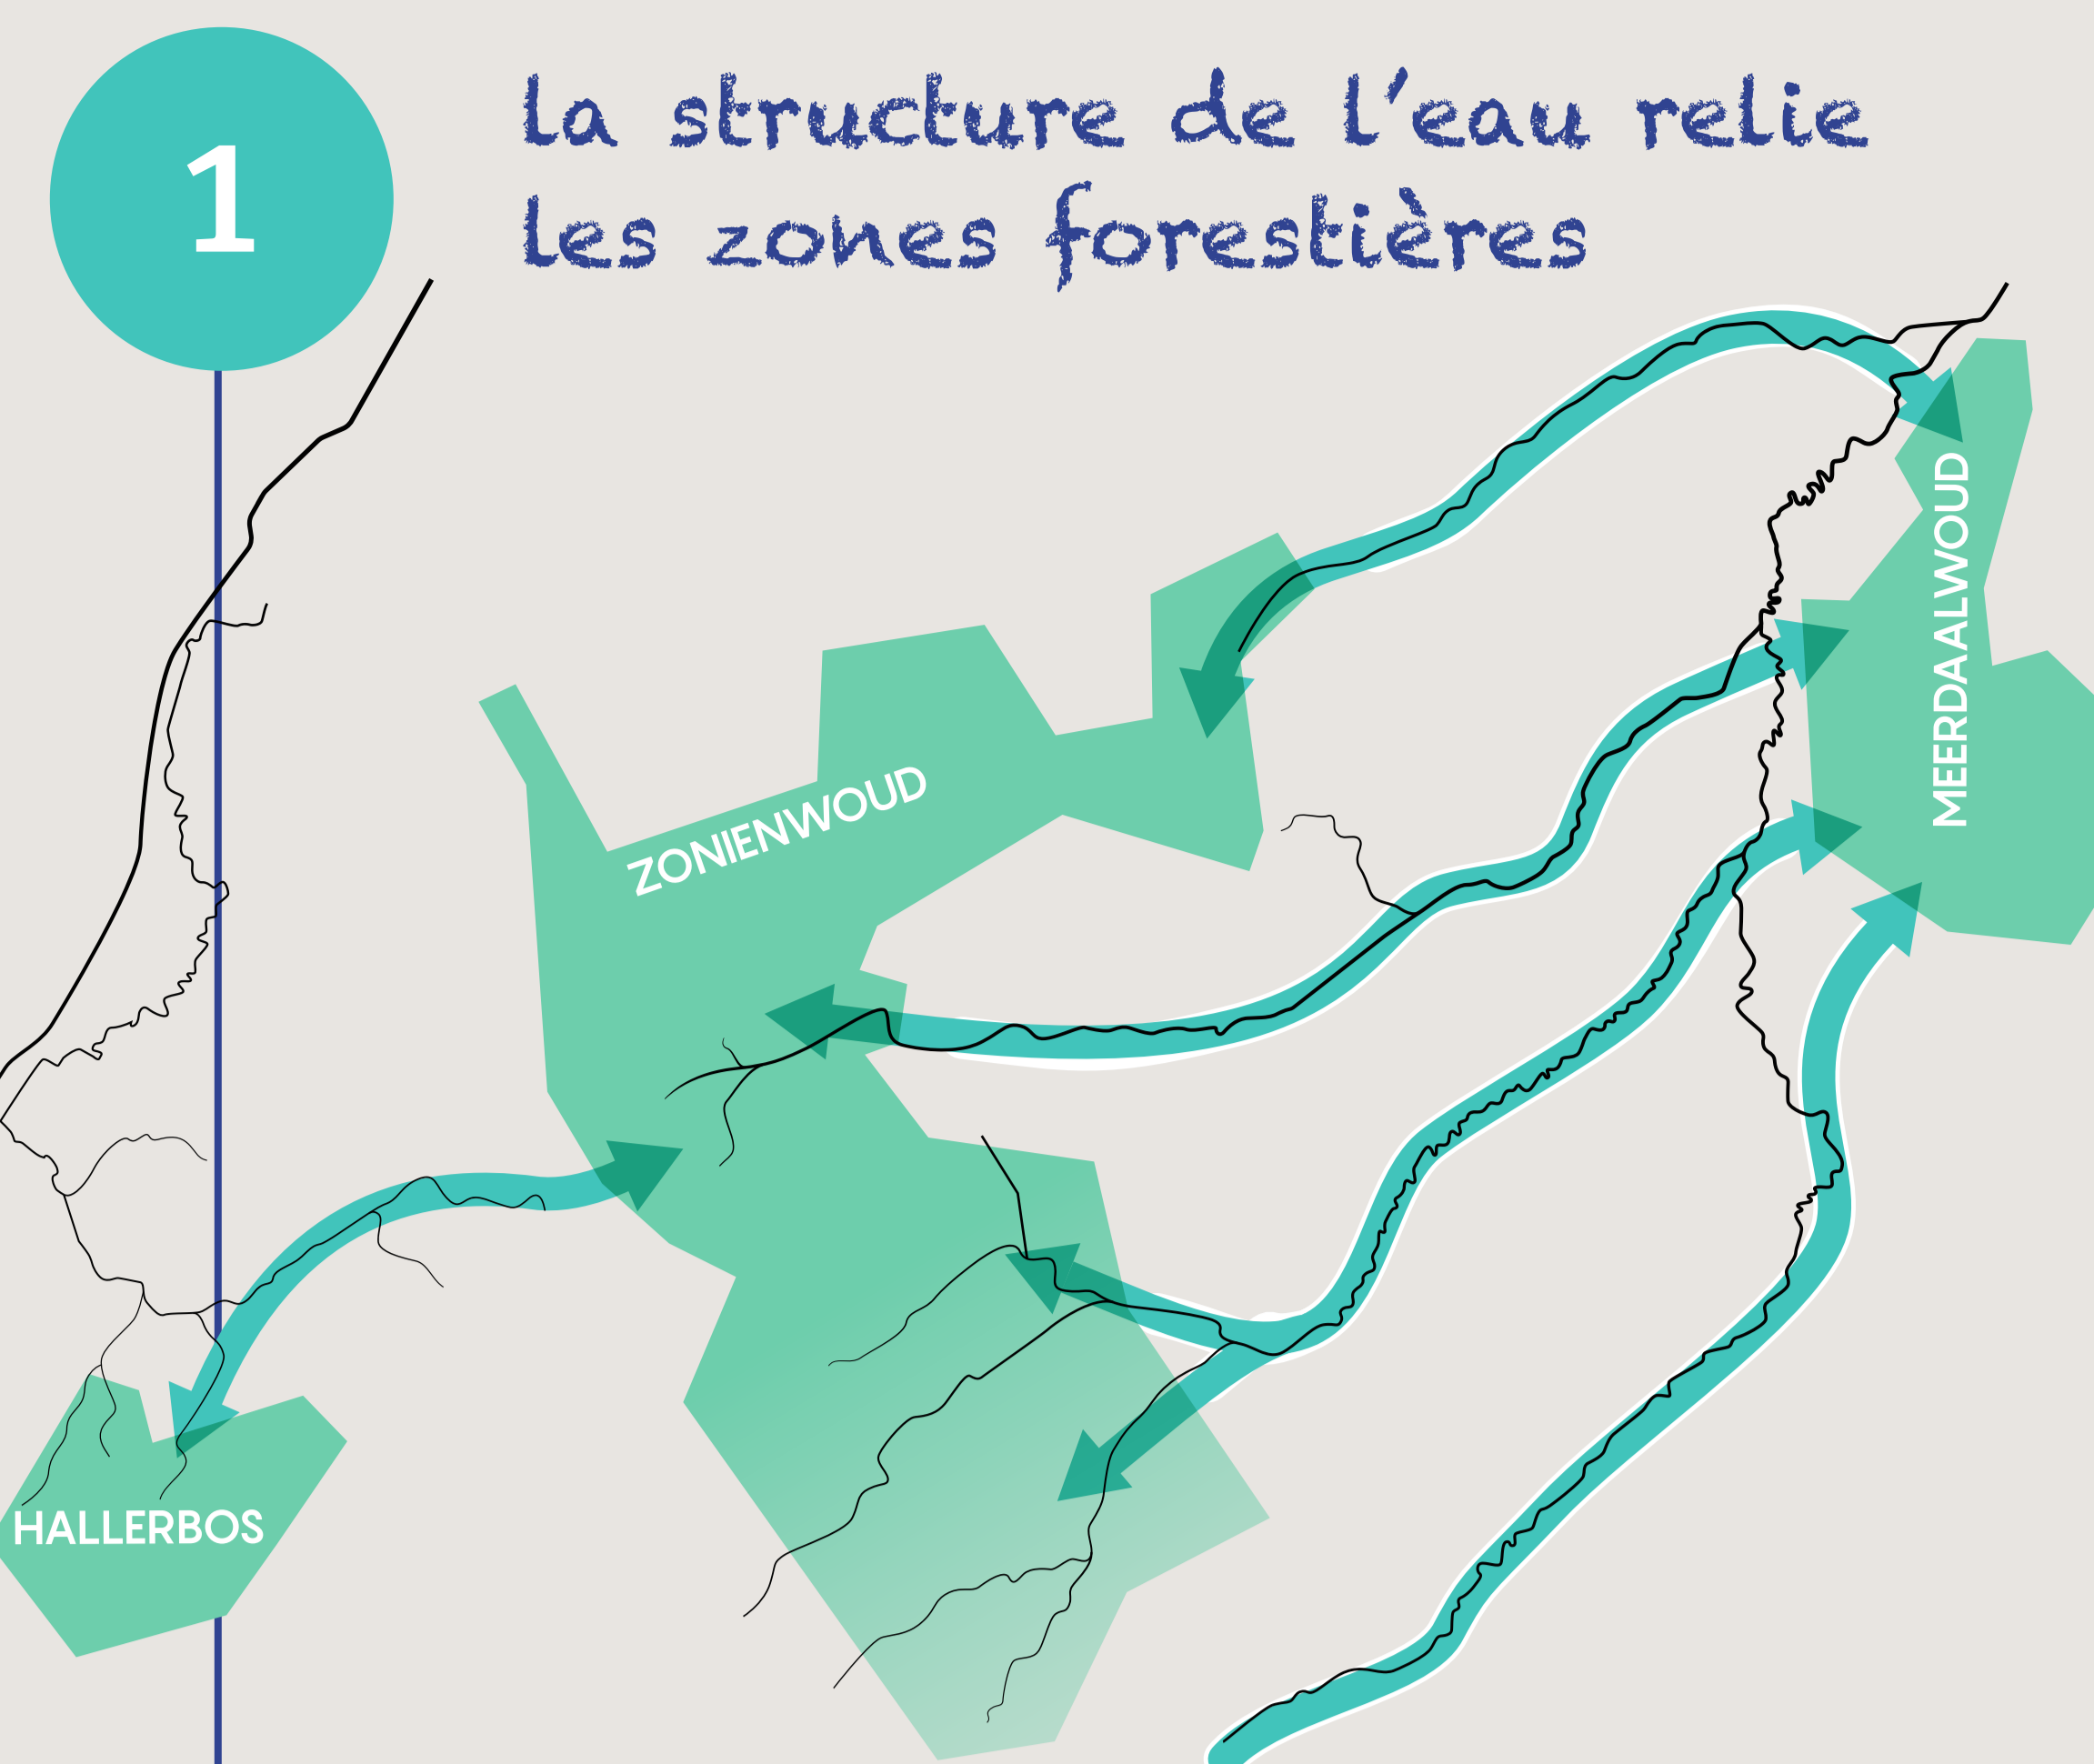 1
la structure de l'eau relie
les zones forestières
ZONIENWOUD
MEERDAALWOUD
HALLERBOS